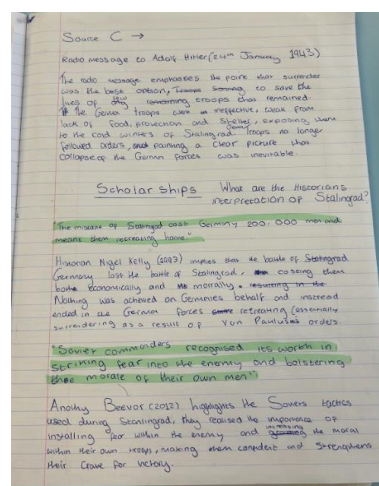 Source C →
Radio message to Adolf Hitler (24th January 1943)
The radio message emphasises the point that surrender
was the best option, to save the
lives of troops that remained.
the German troops were ineffective, weak from
lack of food, protection and shelter, exposing them
to the cold winters of Stalingrad. German troops no longer
followed orders, painting a clear picture that
collapse of the German forces was inevitable.
Scholarships What are the Historians
interpretation of Stalingrad?
"The mistake of Stalingrad cost Germany 200,000 men and
means them retreating home."
Historian Nigel Kelly implies that the battle of Stalingrad
Germany lost the battle of Stalingrad, costing them
both economically and morally.
Nothing was achieved on Germanies behalf and instead
ended in the German forces retreating (essentially
surrendering as a result of Von Paulus's orders.
"Soviet commanders recognised its worth in
striking fear into the enemy and bolstering
the morale of their own men"
Anothy Beevor (2012) highlights the Soviets tactics
used during Stanlingrad, they realised the importance of
installing fear within the enemy and increasing the moral
within their own troops, making them confident and strengthens
their crave for victory.